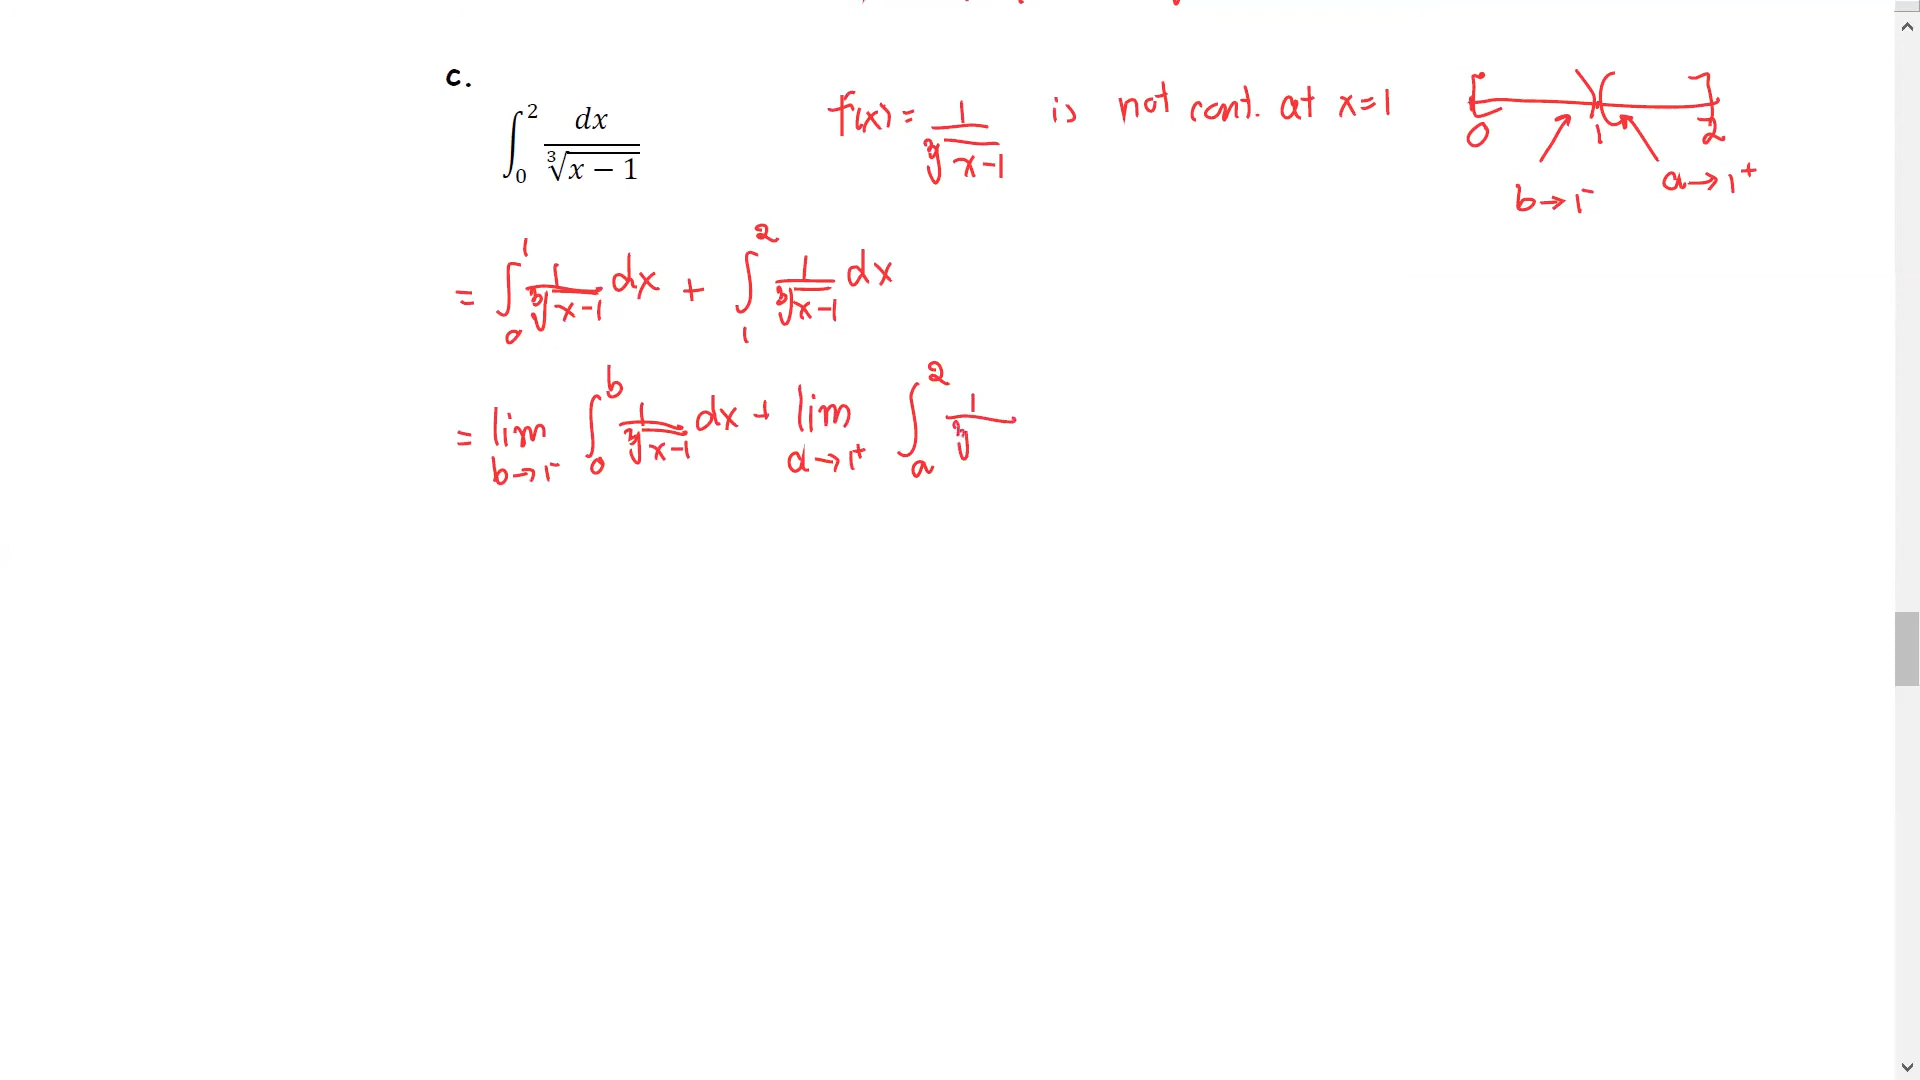 c.
∫₀² dx / ∛(x − 1)
f(x) = 1 / ∛(x-1) is not cont. at x=1
0 1 2
b→1⁻ a→1⁺
= ∫₀¹ 1/∛(x-1) dx + ∫₁² 1/∛(x-1) dx
= lim b→1⁻ ∫₀ᵇ 1/∛(x-1) dx + lim a→1⁺ ∫ₐ² 1/∛